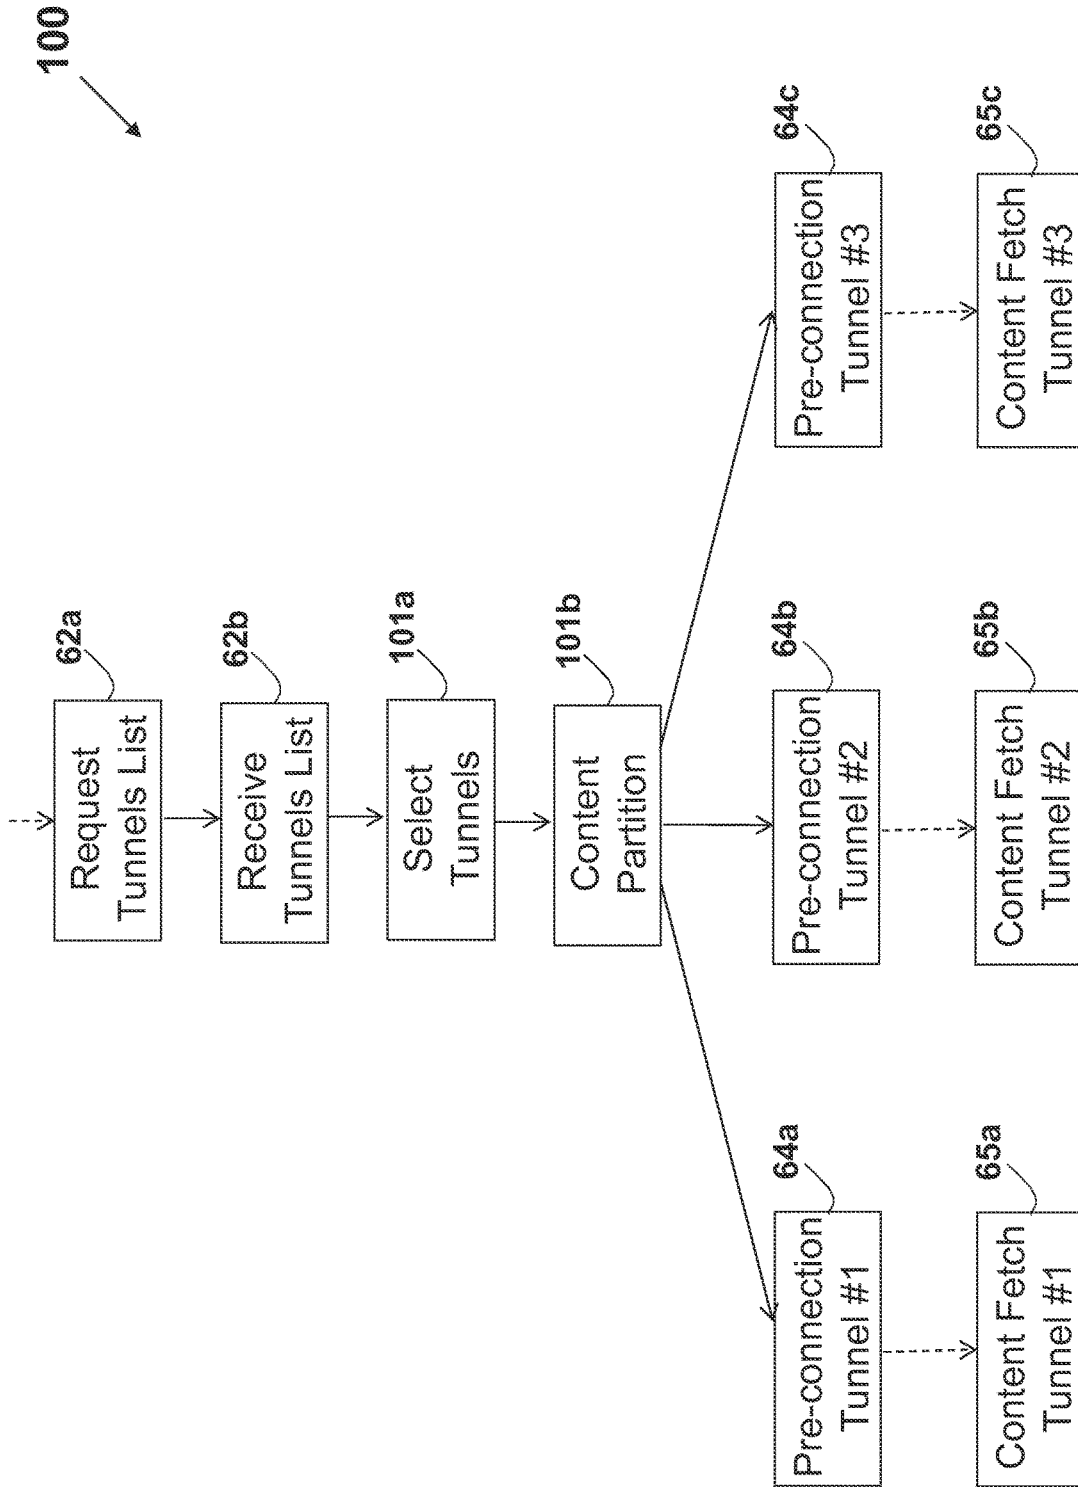 100
62a
Request
Tunnels List
62b
Receive
Tunnels List
101a
Select
Tunnels
101b
Content
Partition
64a
Pre-connection
Tunnel #1
64b
Pre-connection
Tunnel #2
64c
Pre-connection
Tunnel #3
65a
Content Fetch
Tunnel #1
65b
Content Fetch
Tunnel #2
65c
Content Fetch
Tunnel #3